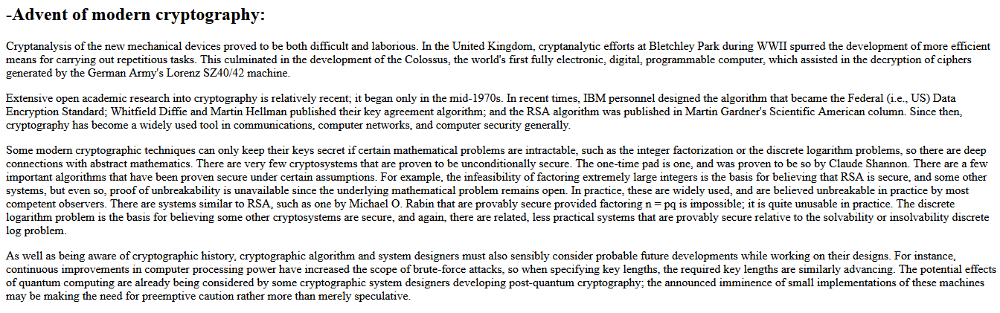 -Advent of modern cryptography:
Cryptanalysis of the new mechanical devices proved to be both difficult and laborious. In the United Kingdom, cryptanalytic efforts at Bletchley Park during WWII spurred the development of more efficient
means for carrying out repetitious tasks. This culminated in the development of the Colossus, the world's first fully electronic, digital, programmable computer, which assisted in the decryption of ciphers
generated by the German Army's Lorenz SZ40/42 machine.
Extensive open academic research into cryptography is relatively recent; it began only in the mid-1970s. In recent times, IBM personnel designed the algorithm that became the Federal (i.e., US) Data
Encryption Standard; Whitfield Diffie and Martin Hellman published their key agreement algorithm; and the RSA algorithm was published in Martin Gardner's Scientific American column. Since then,
cryptography has become a widely used tool in communications, computer networks, and computer security generally.
Some modern cryptographic techniques can only keep their keys secret if certain mathematical problems are intractable, such as the integer factorization or the discrete logarithm problems, so there are deep
connections with abstract mathematics. There are very few cryptosystems that are proven to be unconditionally secure. The one-time pad is one, and was proven to be so by Claude Shannon. There are a few
important algorithms that have been proven secure under certain assumptions. For example, the infeasibility of factoring extremely large integers is the basis for believing that RSA is secure, and some other
systems, but even so, proof of unbreakability is unavailable since the underlying mathematical problem remains open. In practice, these are widely used, and are believed unbreakable in practice by most
competent observers. There are systems similar to RSA, such as one by Michael O. Rabin that are provably secure provided factoring n = pq is impossible; it is quite unusable in practice. The discrete
logarithm problem is the basis for believing some other cryptosystems are secure, and again, there are related, less practical systems that are provably secure relative to the solvability or insolvability discrete
log problem.
As well as being aware of cryptographic history, cryptographic algorithm and system designers must also sensibly consider probable future developments while working on their designs. For instance,
continuous improvements in computer processing power have increased the scope of brute-force attacks, so when specifying key lengths, the required key lengths are similarly advancing. The potential effects
of quantum computing are already being considered by some cryptographic system designers developing post-quantum cryptography; the announced imminence of small implementations of these machines
may be making the need for preemptive caution rather more than merely speculative.